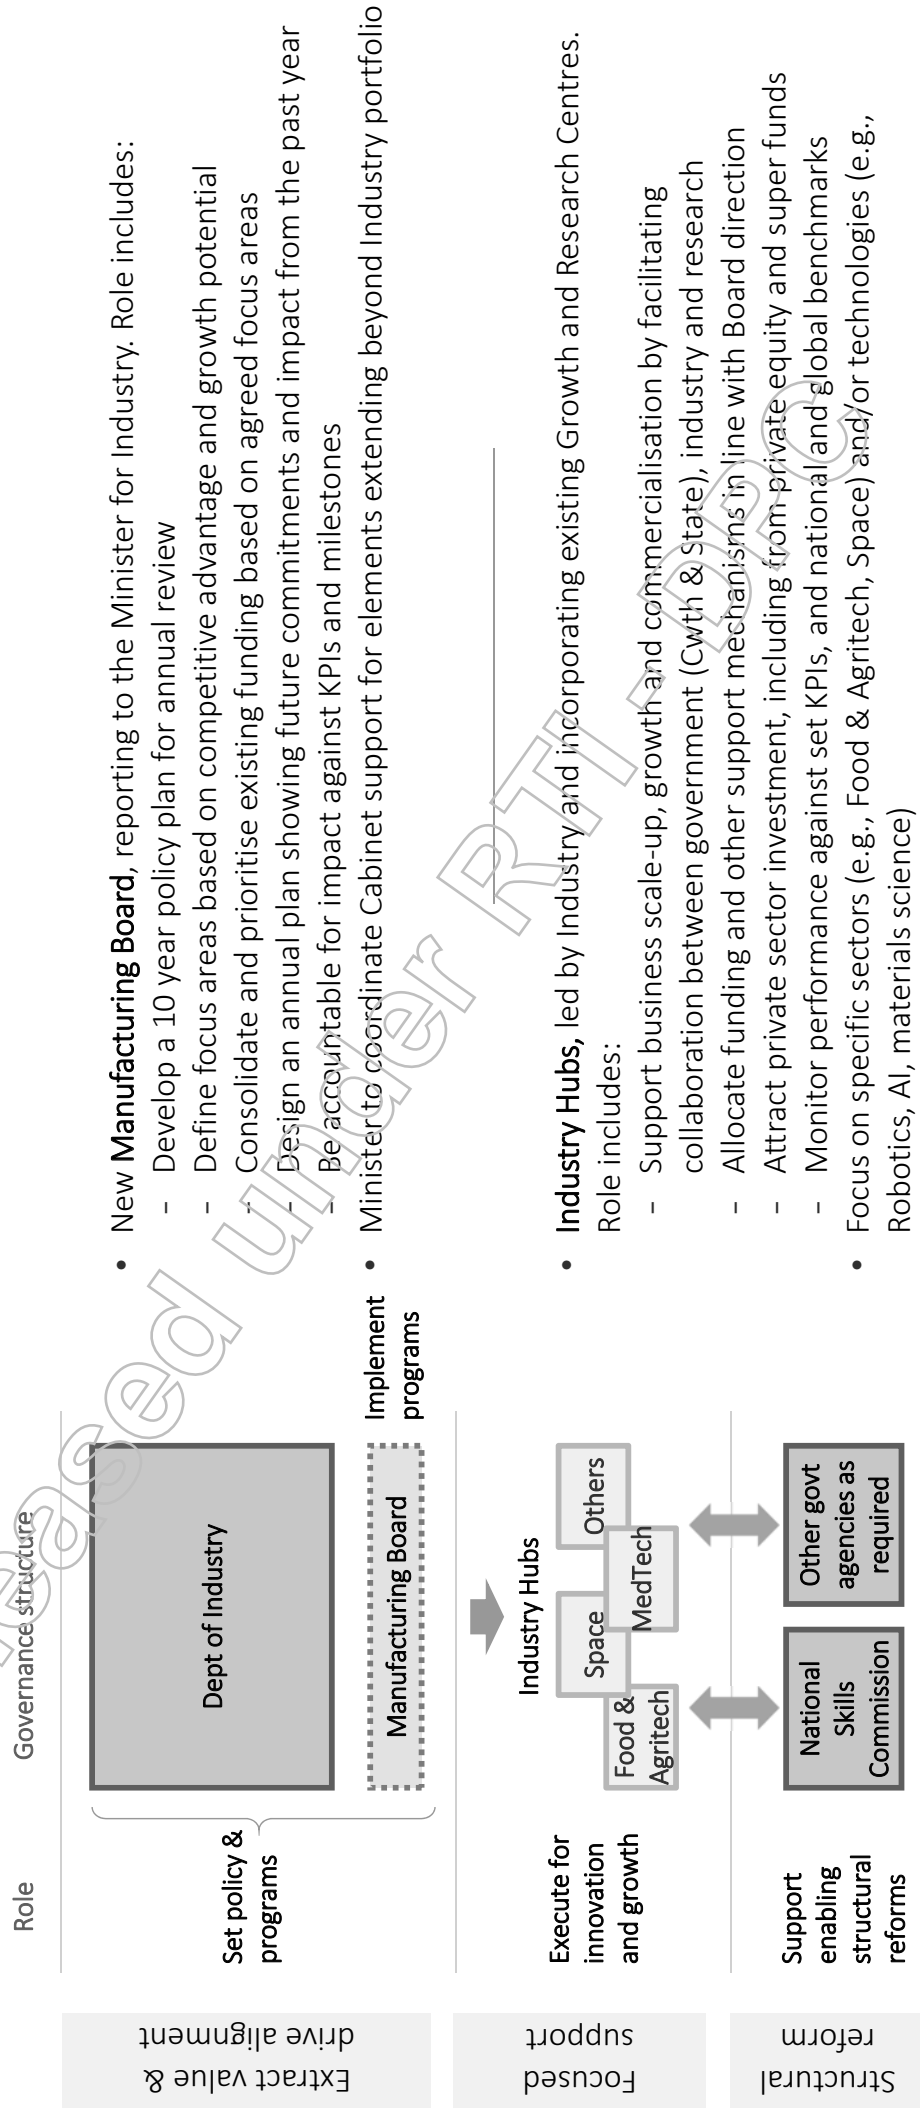 Role
Governance structure
Extract value &
drive alignment
Set policy &
programs
Dept of Industry
Manufacturing Board
Implement
programs
• New Manufacturing Board, reporting to the Minister for Industry. Role includes:
- Develop a 10 year policy plan for annual review
- Define focus areas based on competitive advantage and growth potential
- Consolidate and prioritise existing funding based on agreed focus areas
- Design an annual plan showing future commitments and impact from the past year
- Be accountable for impact against KPIs and milestones
• Minister to coordinate Cabinet support for elements extending beyond Industry portfolio
Focused
support
Execute for
innovation
and growth
Industry Hubs
Space
Others
Food &
Agritech
MedTech
• Industry Hubs, led by Industry and incorporating existing Growth and Research Centres.
Role includes:
- Support business scale-up, growth and commercialisation by facilitating
collaboration between government (Cwth & State), industry and research
- Allocate funding and other support mechanisms in line with Board direction
- Attract private sector investment, including from private equity and super funds
- Monitor performance against set KPIs, and national and global benchmarks
• Focus on specific sectors (e.g., Food & Agritech, Space) and/or technologies (e.g.,
Robotics, AI, materials science)
Structural
reform
Support
enabling
structural
reforms
National
Skills
Commission
Other govt
agencies as
required
leased under RTI - DPC